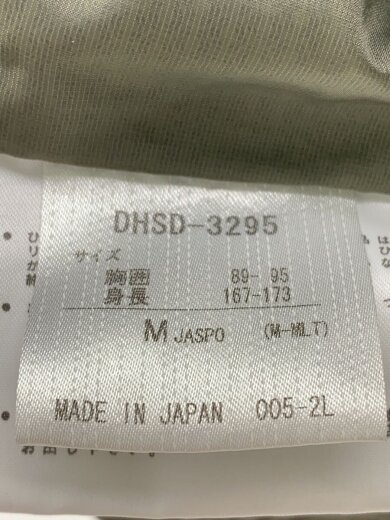 DHSD-3295
サイズ
胸囲 89- 95
身長 167-173
M JASPO (M-MLT)
MADE IN JAPAN 005-2L